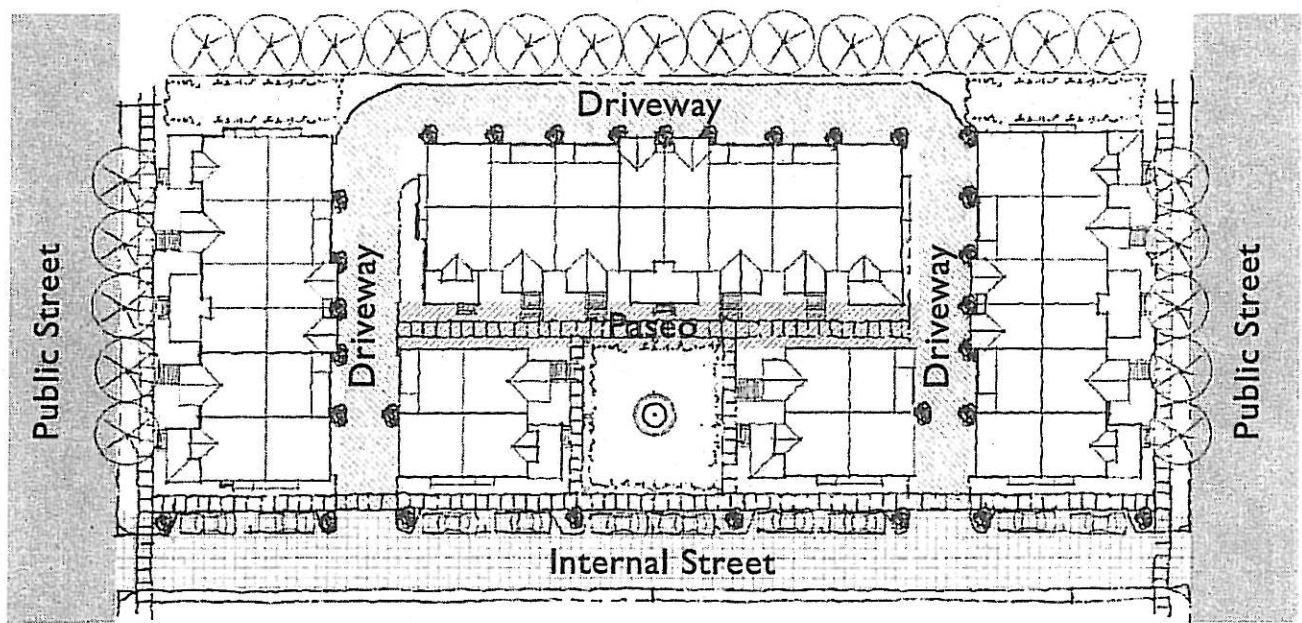 Driveway
Public Street
Driveway
Paseo
Driveway
Public Street
Internal Street